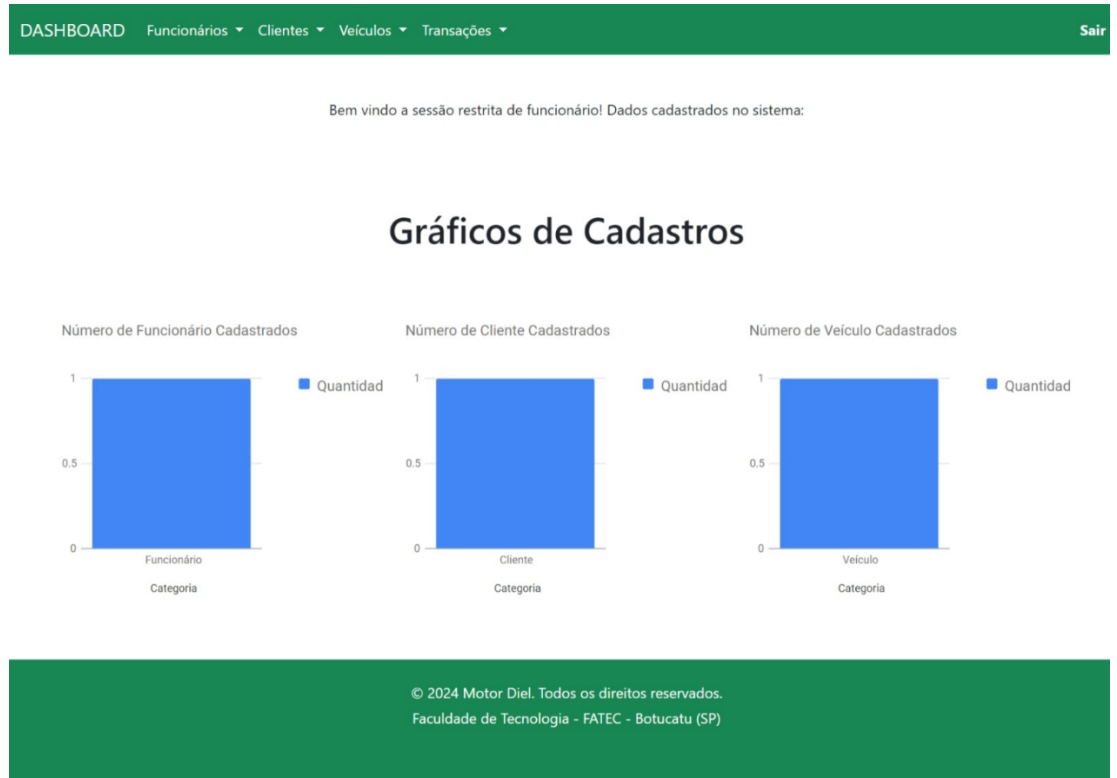 DASHBOARD Funcionários Clientes Veículos Transações Sair
Bem vindo a sessão restrita de funcionário! Dados cadastrados no sistema:
Gráficos de Cadastros
Número de Funcionário Cadastrados
1
0.5
0
Quantidad
Funcionário
Categoria
Número de Cliente Cadastrados
1
0.5
0
Quantidad
Cliente
Categoria
Número de Veículo Cadastrados
1
0.5
0
Quantidad
Veículo
Categoria
© 2024 Motor Diel. Todos os direitos reservados.
Faculdade de Tecnologia - FATEC - Botucatu (SP)